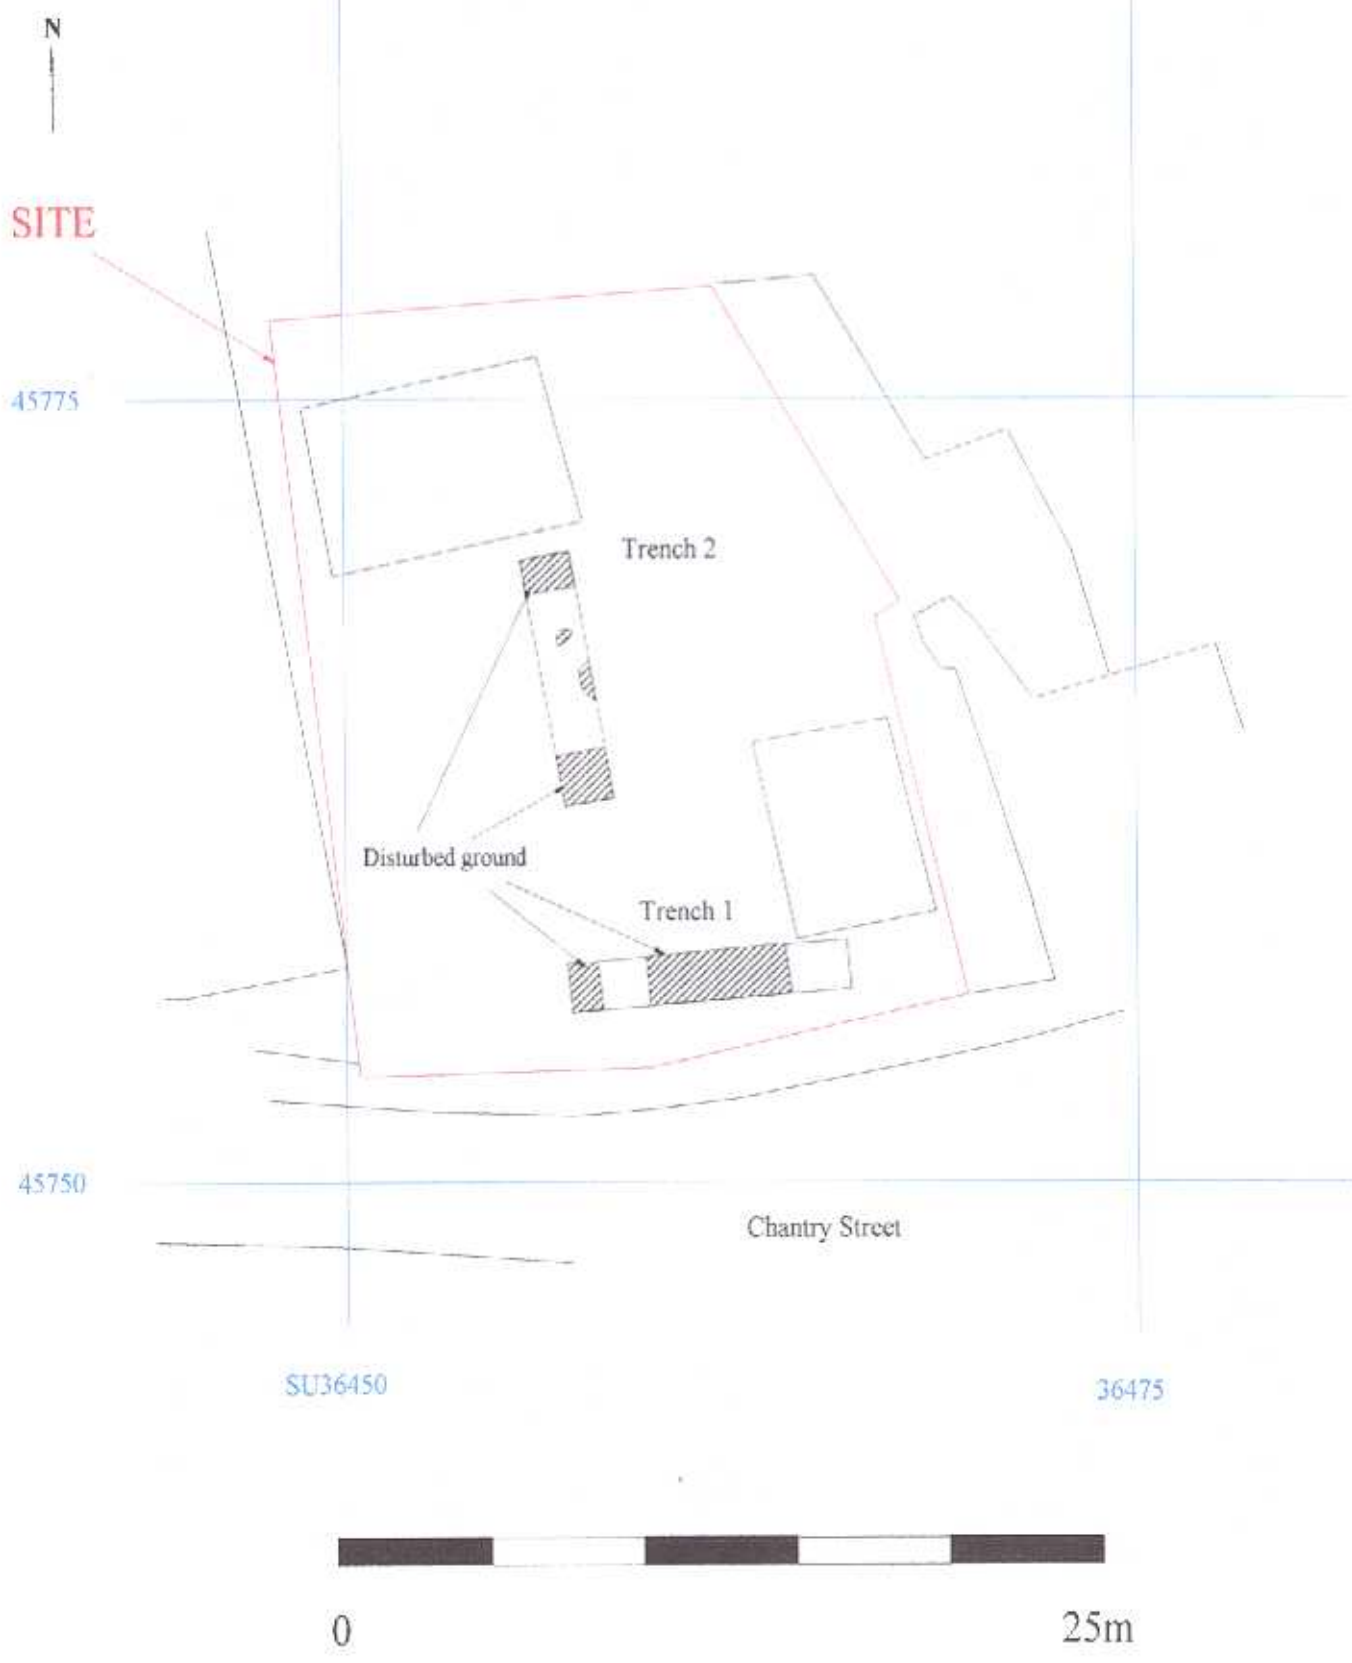 N
SITE
45775
Trench 2
Disturbed ground
Trench 1
45750
Chantry Street
SU36450
36475
0
25m